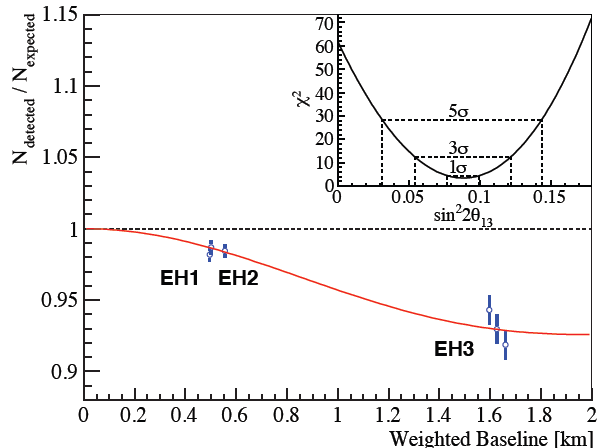 N_detected / N_expected
1.15
1.1
1.05
1
0.95
0.9
EH1
EH2
EH3
0 0.2 0.4 0.6 0.8 1 1.2 1.4 1.6 1.8 2
Weighted Baseline [km]
χ²
70
60
50
40
30
20
10
0
5σ
3σ
1σ
0 0.05 0.1 0.15
sin²2θ₁₃